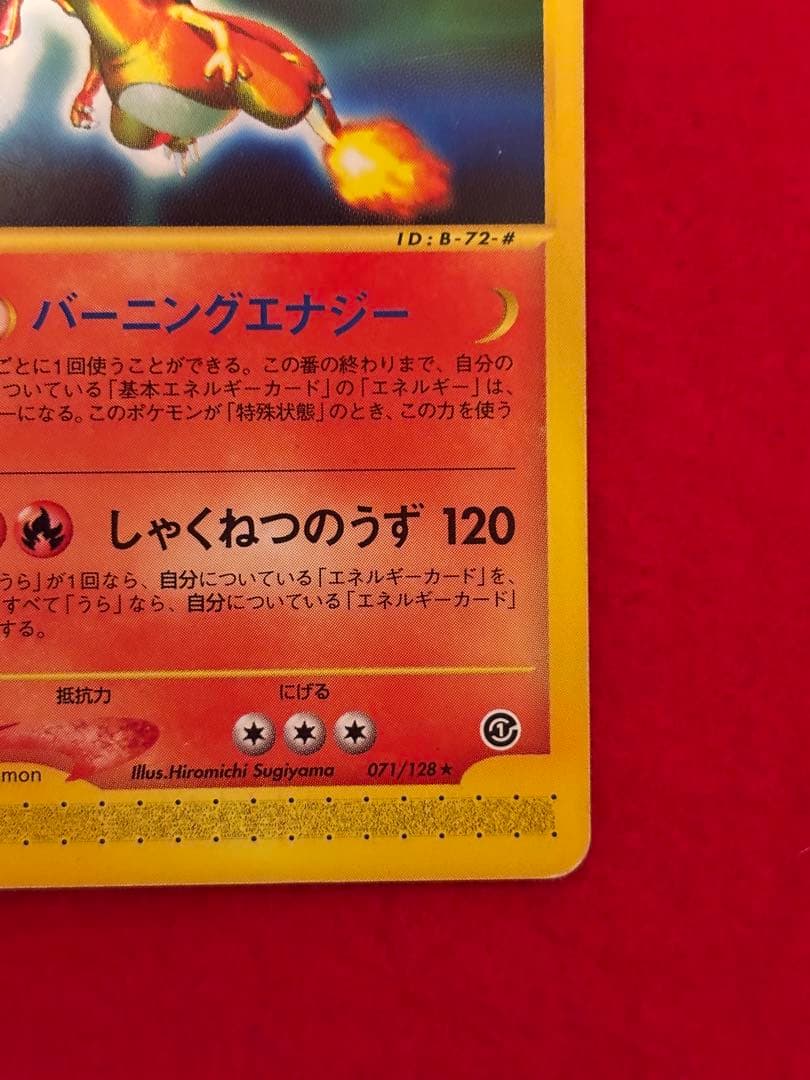 ID:B-72-#
バーニングエナジー
ごとに1回使うことができる。この番の終わりまで、自分の
ついている「基本エネルギーカード」の「エネルギー」は、
ーになる。このポケモンが「特殊状態」のとき、この力を使う
しゃくねつのうず 120
うら」が1回なら、自分についている「エネルギーカード」を、
すべて「うら」なら、自分についている「エネルギーカード」
する。
抵抗力 にげる
1
mon Illus.Hiromichi Sugiyama 071/128★